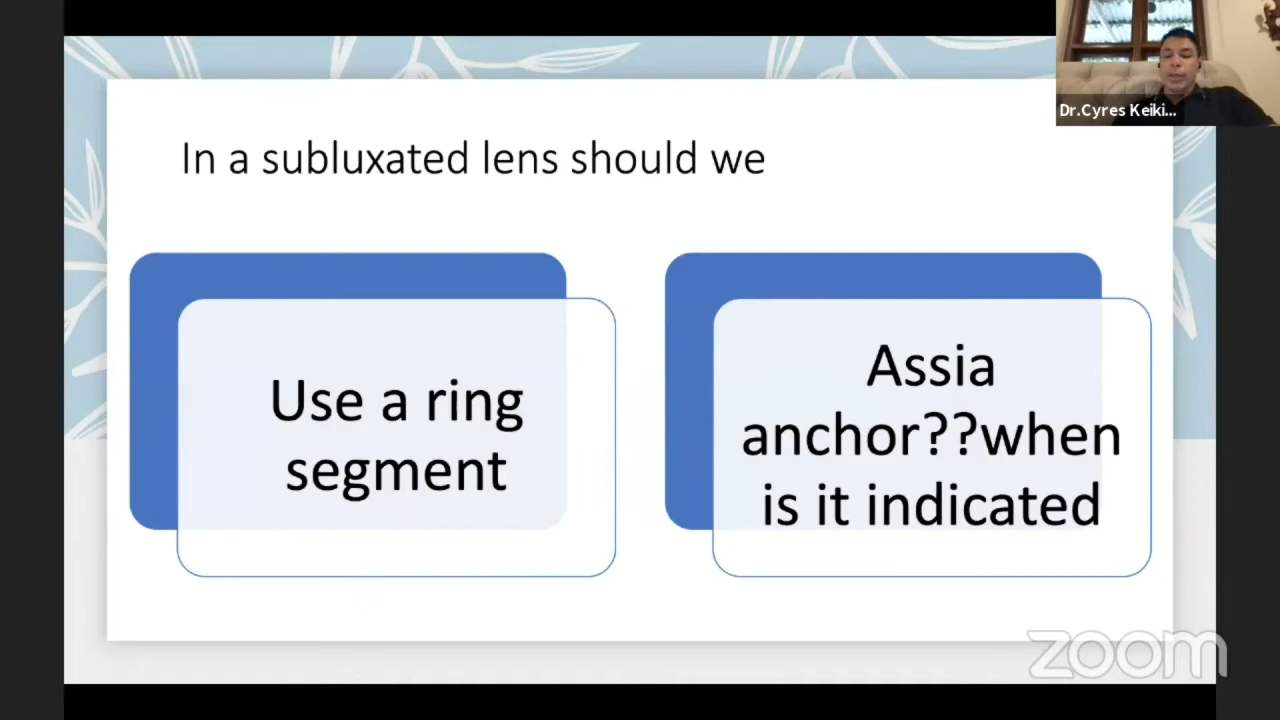 Dr.Cyres Keiki...
In a subluxated lens should we
Use a ring
segment
Assia
anchor??when
is it indicated
zoom